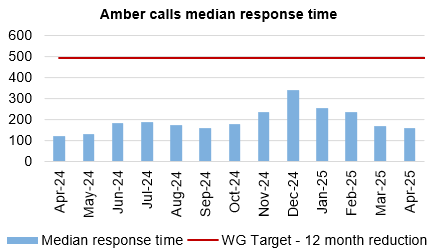 Amber calls median response time
600
500
400
300
200
100
0
Apr-24
May-24
Jun-24
Jul-24
Aug-24
Sep-24
Oct-24
Nov-24
Dec-24
Jan-25
Feb-25
Mar-25
Apr-25
Median response time
WG Target - 12 month reduction